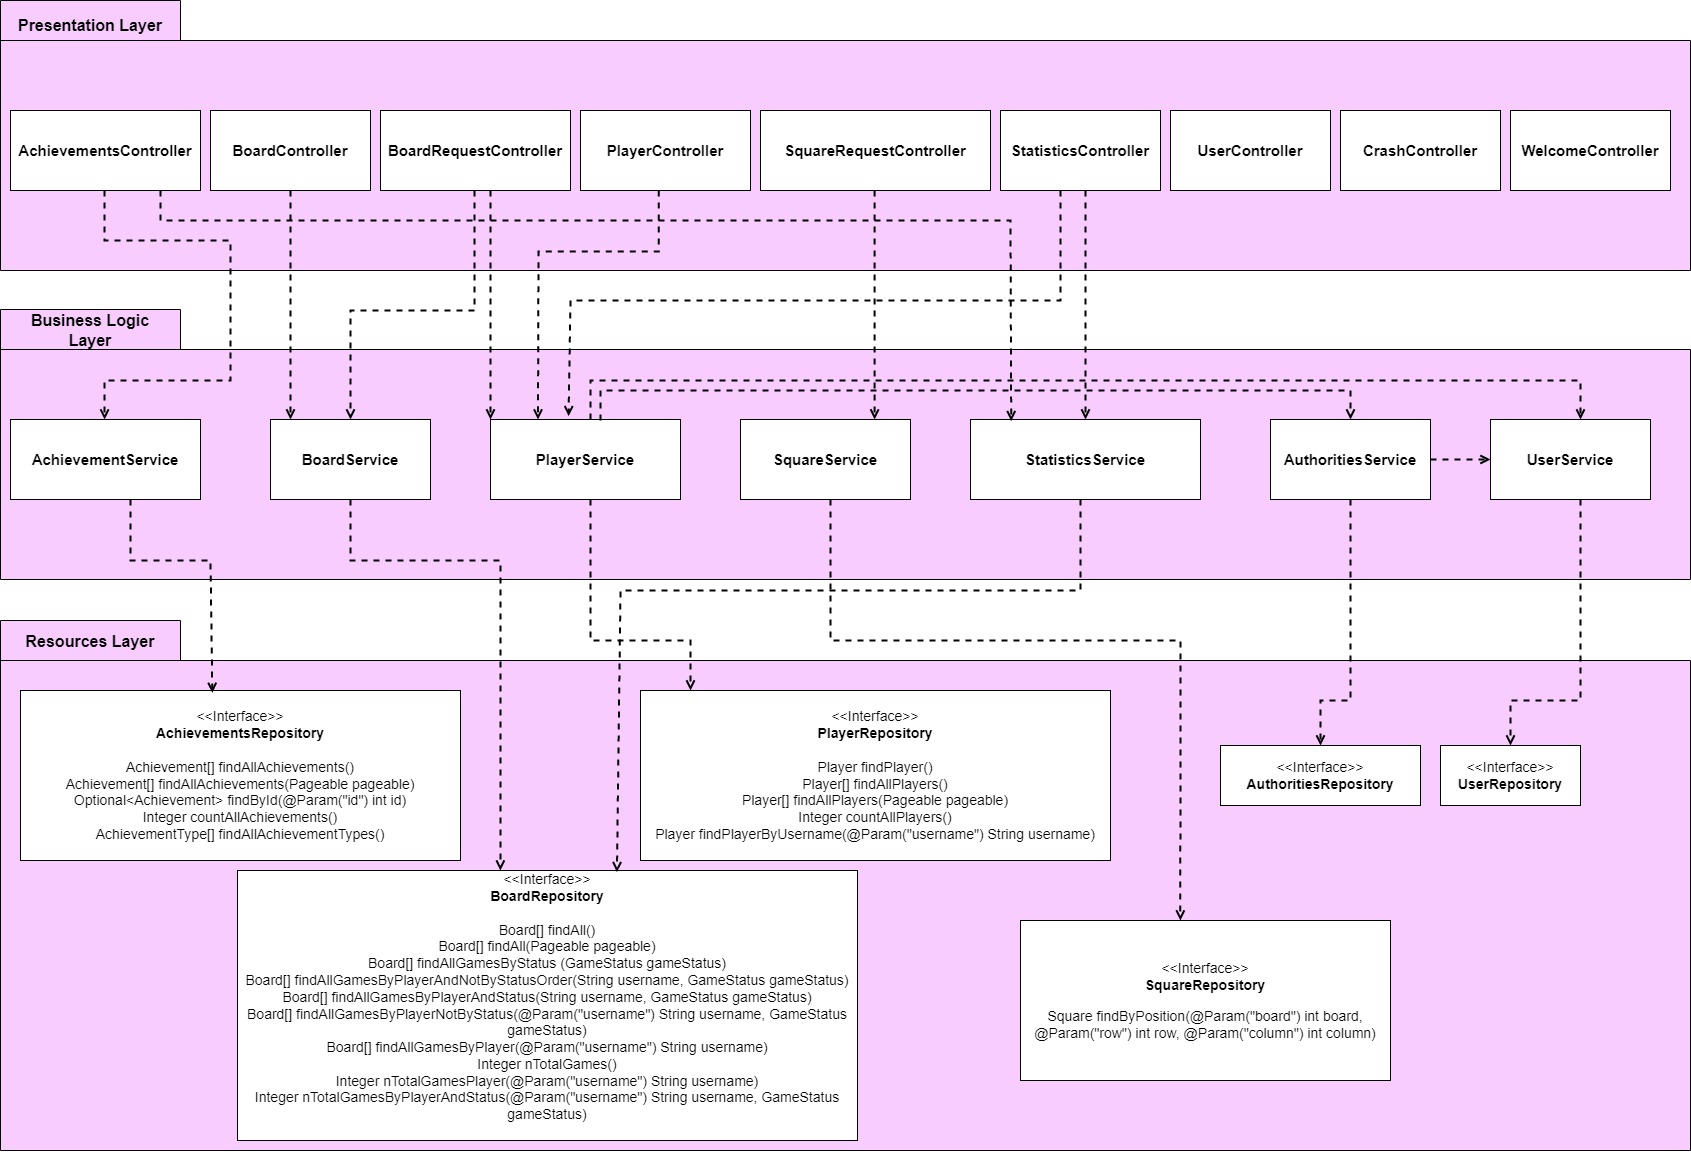 Presentation Layer
AchievementsController
BoardController
BoardRequestController
PlayerController
SquareRequestController
StatisticsController
UserController
CrashController
WelcomeController
Business Logic
Layer
AchievementService
BoardService
PlayerService
SquareService
StatisticsService
AuthoritiesService
UserService
Resources Layer
<<Interface>>
AchievementsRepository
Achievement[] findAllAchievements()
Achievement[] findAllAchievements(Pageable pageable)
Optional<Achievement> findById(@Param("id") int id)
Integer countAllAchievements()
AchievementType[] findAllAchievementTypes()
<<Interface>>
PlayerRepository
Player findPlayer()
Player[] findAllPlayers()
Player[] findAllPlayers(Pageable pageable)
Integer countAllPlayers()
Player findPlayerByUsername(@Param("username") String username)
<<Interface>>
AuthoritiesRepository
<<Interface>>
UserRepository
<<Interface>>
BoardRepository
Board[] findAll()
Board[] findAll(Pageable pageable)
Board[] findAllGamesByStatus (GameStatus gameStatus)
Board[] findAllGamesByPlayerAndNotByStatusOrder(String username, GameStatus gameStatus)
Board[] findAllGamesByPlayerAndStatus(String username, GameStatus gameStatus)
Board[] findAllGamesByPlayerNotByStatus(@Param("username") String username, GameStatus
gameStatus)
Board[] findAllGamesByPlayer(@Param("username") String username)
Integer nTotalGames()
Integer nTotalGamesPlayer(@Param("username") String username)
Integer nTotalGamesByPlayerAndStatus(@Param("username") String username, GameStatus
gameStatus)
<<Interface>>
SquareRepository
Square findByPosition(@Param("board") int board,
@Param("row") int row, @Param("column") int column)